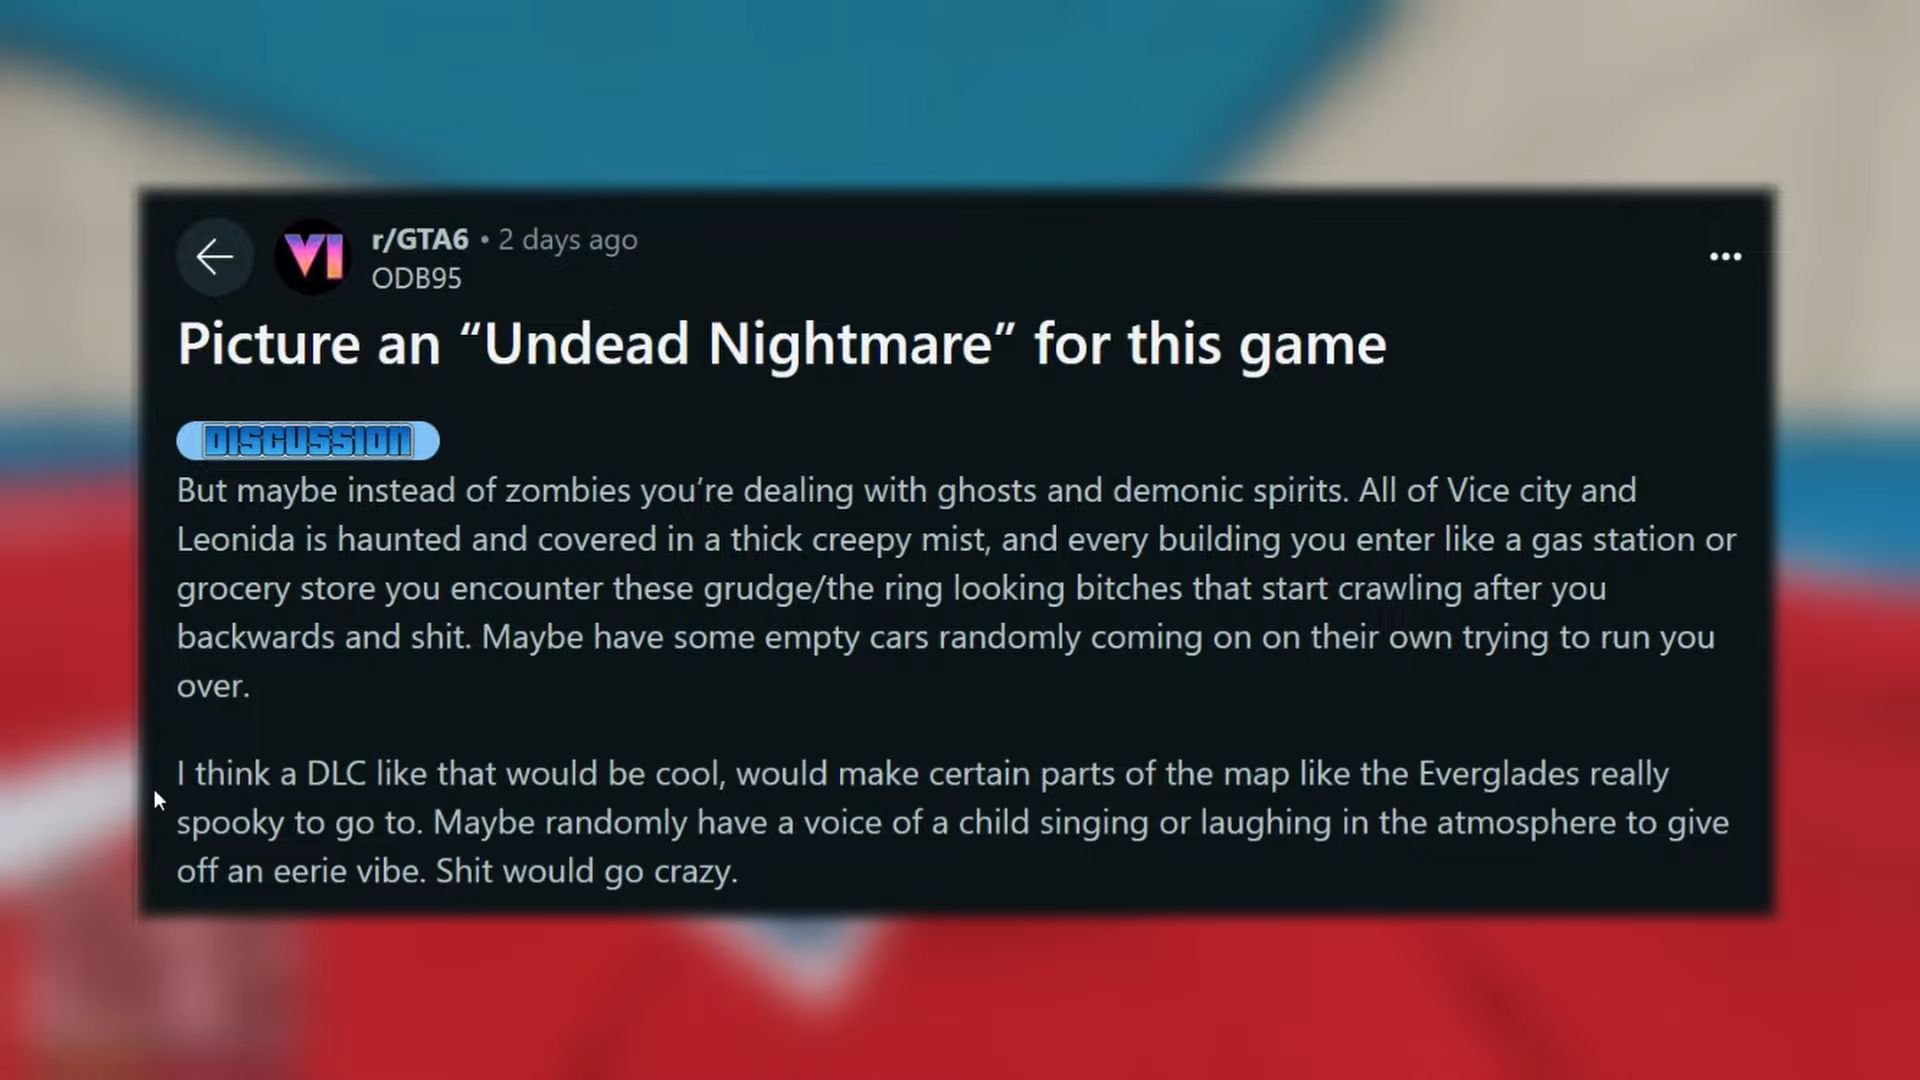 VI r/GTA6 • 2 days ago
ODB95
Picture an “Undead Nightmare” for this game
DISCUSSION
But maybe instead of zombies you’re dealing with ghosts and demonic spirits. All of Vice city and
Leonida is haunted and covered in a thick creepy mist, and every building you enter like a gas station or
grocery store you encounter these grudge/the ring looking bitches that start crawling after you
backwards and shit. Maybe have some empty cars randomly coming on on their own trying to run you
over.
I think a DLC like that would be cool, would make certain parts of the map like the Everglades really
spooky to go to. Maybe randomly have a voice of a child singing or laughing in the atmosphere to give
off an eerie vibe. Shit would go crazy.